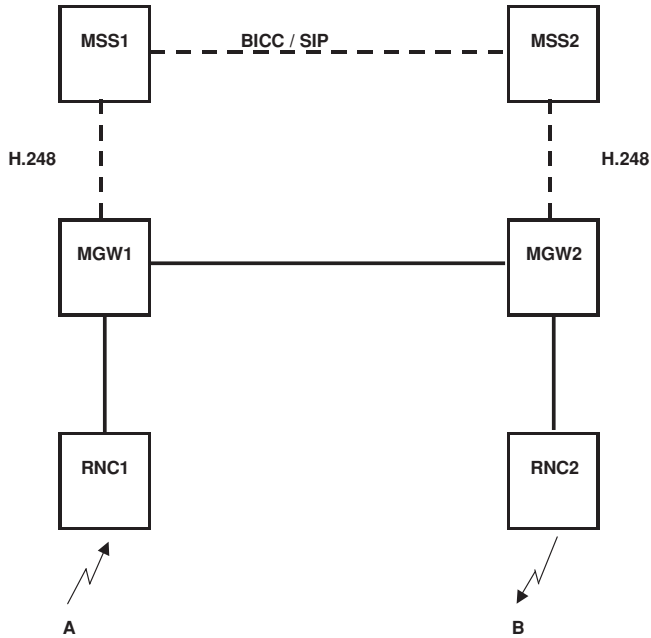 MSS1
BICC / SIP
MSS2
H.248
H.248
MGW1
MGW2
RNC1
RNC2
A
B